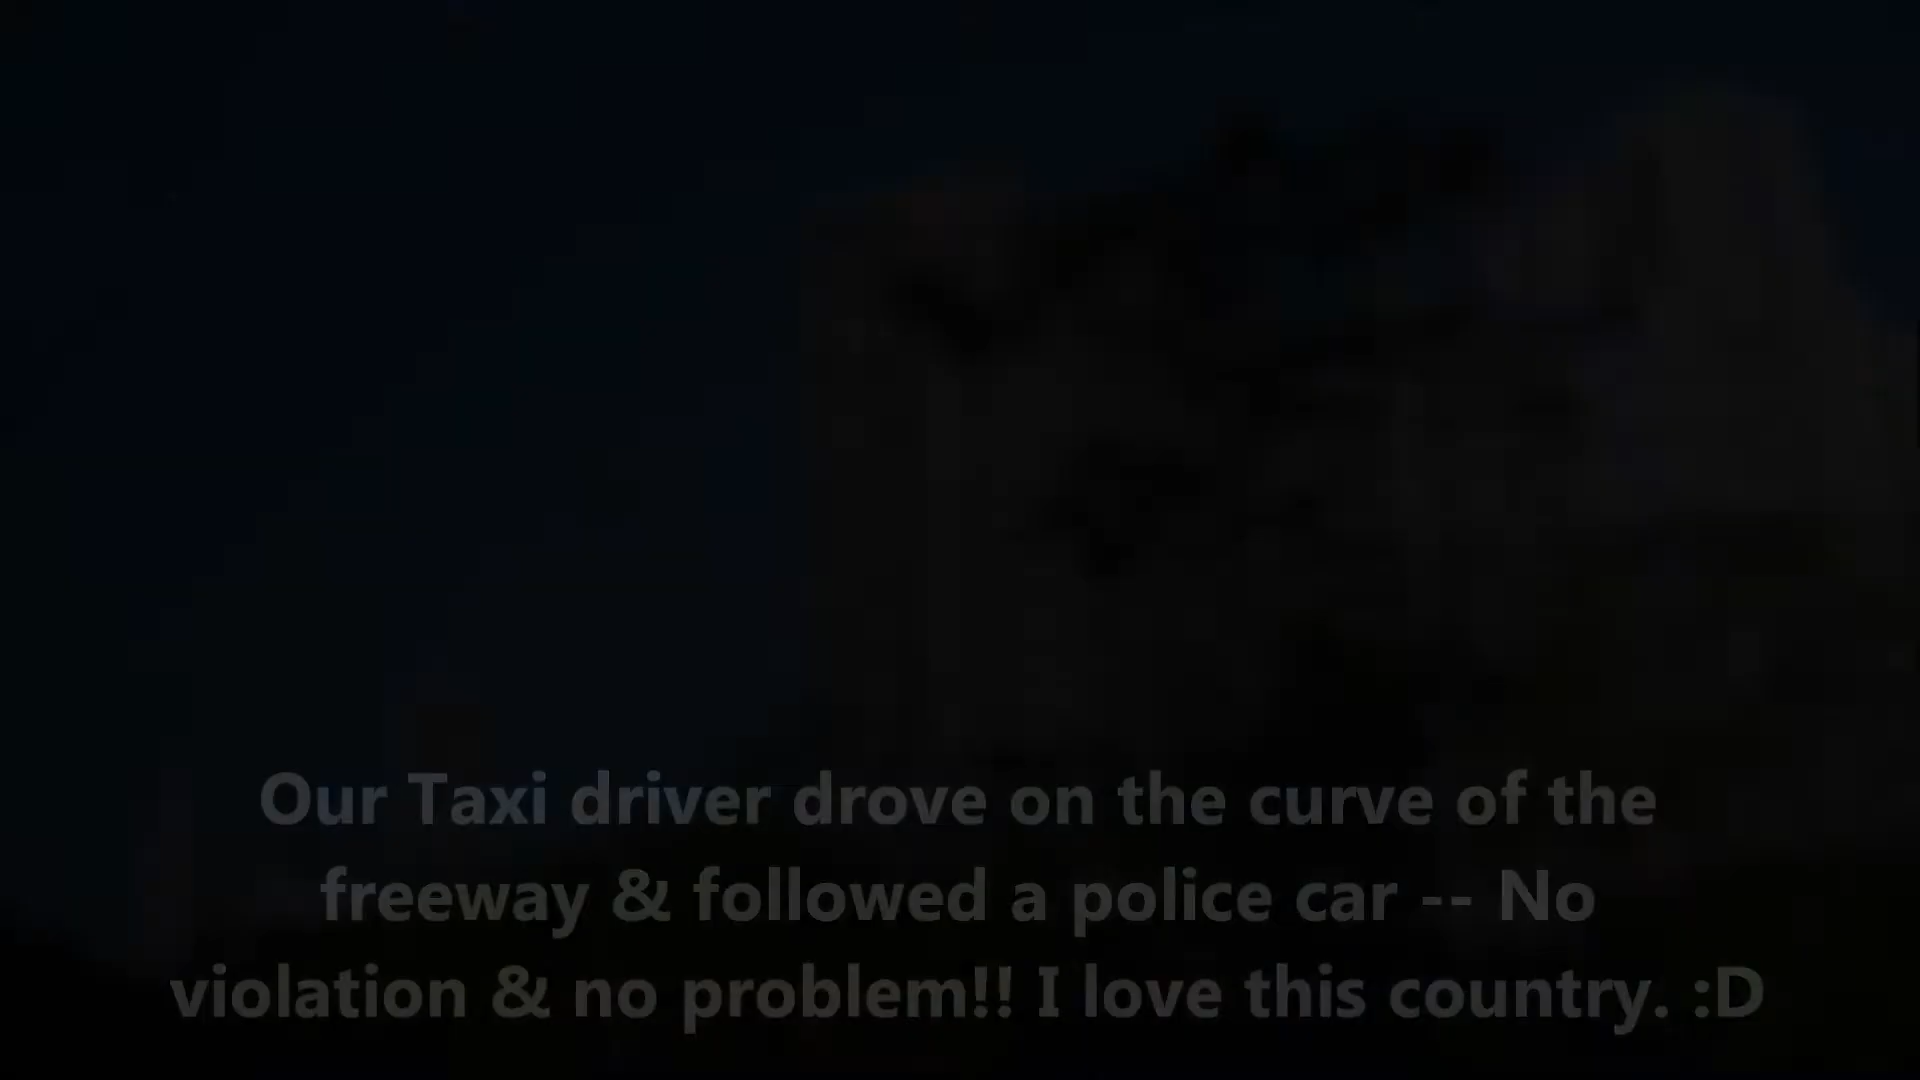 Our Taxi driver drove on the curve of the
freeway & followed a police car -- No
violation & no problem!! I love this country. :D